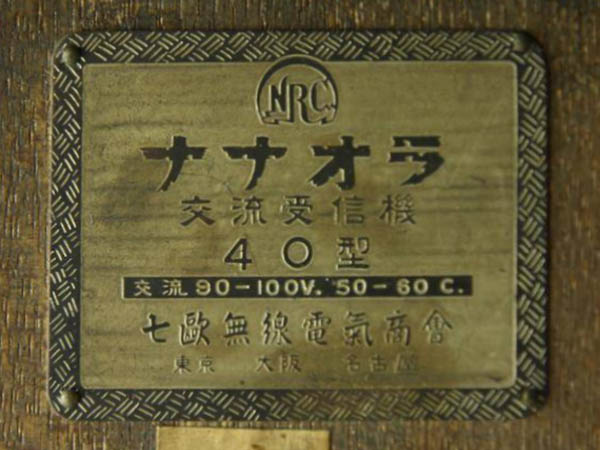 NRC
ナナオラ
交流受信機
40型
交流 90-100V. 50-60 C.
七歐無線電氣商會
東京 大阪 名古屋